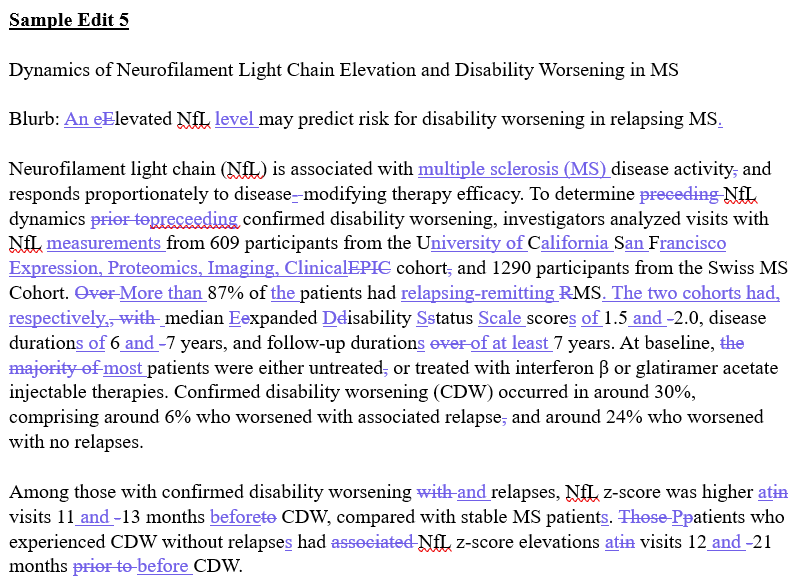 Sample Edit 5
Dynamics of Neurofilament Light Chain Elevation and Disability Worsening in MS
Blurb: An eElevated NfL level may predict risk for disability worsening in relapsing MS.
Neurofilament light chain (NfL) is associated with multiple sclerosis (MS) disease activity, and
responds proportionately to disease--modifying therapy efficacy. To determine preceding NfL
dynamics prior topreceeding confirmed disability worsening, investigators analyzed visits with
NfL measurements from 609 participants from the University of California San Francisco
Expression, Proteomics, Imaging, ClinicalEPIC cohort, and 1290 participants from the Swiss MS
Cohort. Over More than 87% of the patients had relapsing-remitting RMS. The two cohorts had,
respectively,, with median Eexpanded Ddisability Sstatus Scale scores of 1.5 and -2.0, disease
durations of 6 and -7 years, and follow-up durations over of at least 7 years. At baseline, the
majority of most patients were either untreated, or treated with interferon β or glatiramer acetate
injectable therapies. Confirmed disability worsening (CDW) occurred in around 30%,
comprising around 6% who worsened with associated relapse, and around 24% who worsened
with no relapses.
Among those with confirmed disability worsening with and relapses, NfL z-score was higher atin
visits 11 and -13 months beforeto CDW, compared with stable MS patients. Those Ppatients who
experienced CDW without relapses had associated NfL z-score elevations atin visits 12 and -21
months prior to before CDW.